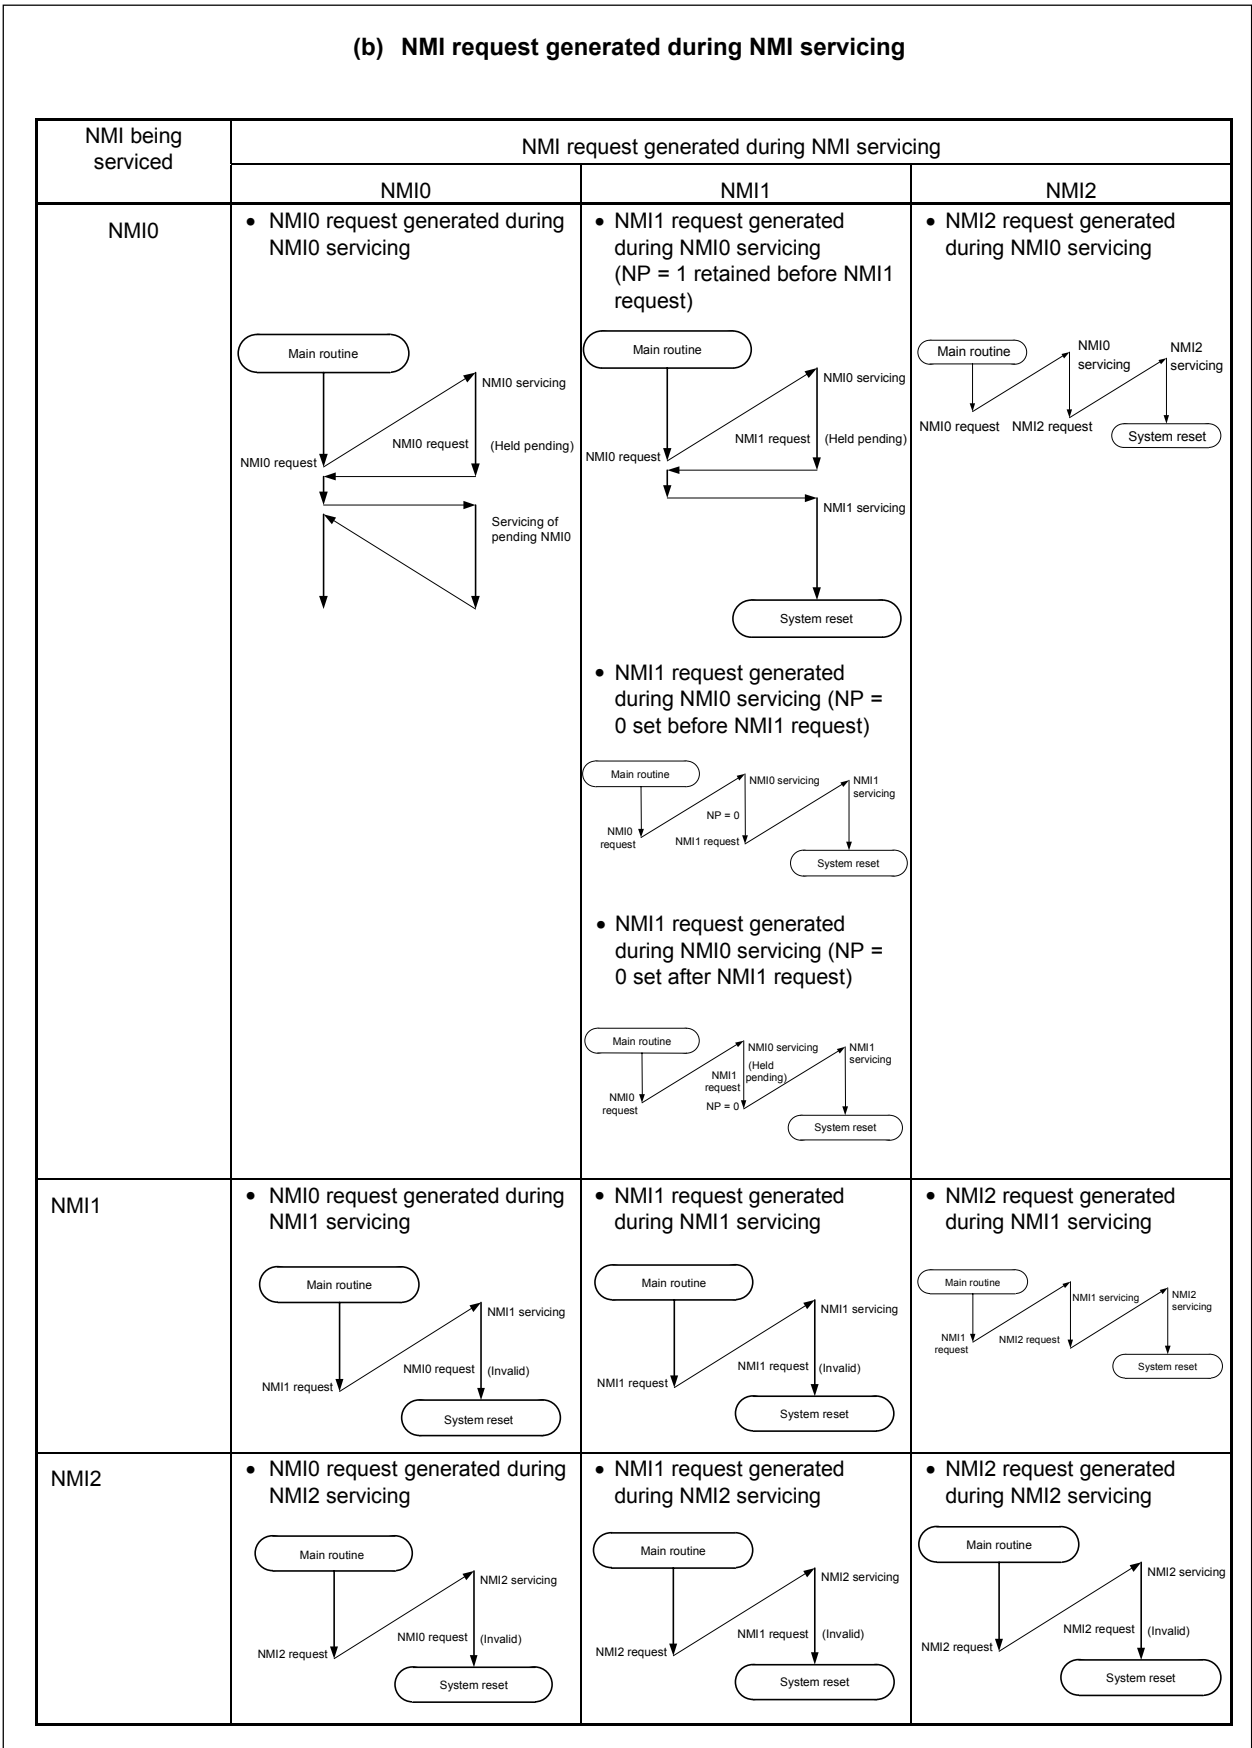 (b) NMI request generated during NMI servicing
NMI being
serviced
NMI request generated during NMI servicing
NMI0
NMI1
NMI2
NMI0
• NMI0 request generated during
NMI0 servicing
Main routine
NMI0 servicing
NMI0 request
(Held pending)
NMI0 request
Servicing of
pending NMI0
• NMI1 request generated
during NMI0 servicing
(NP = 1 retained before NMI1
request)
Main routine
NMI0 servicing
NMI1 request
(Held pending)
NMI0 request
NMI1 servicing
System reset
• NMI1 request generated
during NMI0 servicing (NP =
0 set before NMI1 request)
Main routine
NMI0 servicing
NMI1
servicing
NP = 0
NMI0
request
NMI1 request
System reset
• NMI1 request generated
during NMI0 servicing (NP =
0 set after NMI1 request)
Main routine
NMI0 servicing
NMI1
servicing
(Held
pending)
NMI1
request
NMI0
request
NP = 0
System reset
• NMI2 request generated
during NMI0 servicing
Main routine
NMI0
servicing
NMI2
servicing
NMI0 request
NMI2 request
System reset
NMI1
• NMI0 request generated during
NMI1 servicing
Main routine
NMI1 servicing
NMI0 request
(Invalid)
NMI1 request
System reset
• NMI1 request generated
during NMI1 servicing
Main routine
NMI1 servicing
NMI1 request
(Invalid)
NMI1 request
System reset
• NMI2 request generated
during NMI1 servicing
Main routine
NMI1 servicing
NMI2
servicing
NMI1
request
NMI2 request
System reset
NMI2
• NMI0 request generated during
NMI2 servicing
Main routine
NMI2 servicing
NMI0 request
(Invalid)
NMI2 request
System reset
• NMI1 request generated
during NMI2 servicing
Main routine
NMI2 servicing
NMI1 request
(Invalid)
NMI2 request
System reset
• NMI2 request generated
during NMI2 servicing
Main routine
NMI2 servicing
NMI2 request
(Invalid)
NMI2 request
System reset